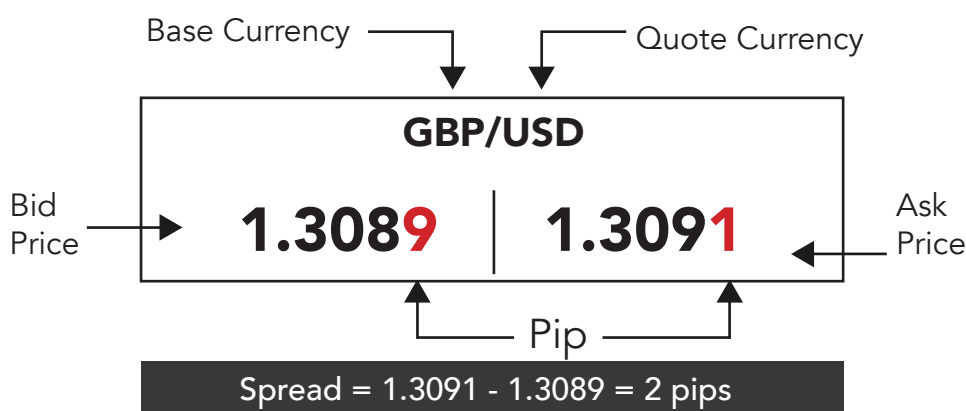 Base Currency
Quote Currency
GBP/USD
Bid
Price
1.3089
1.3091
Ask
Price
Pip
Spread = 1.3091 - 1.3089 = 2 pips